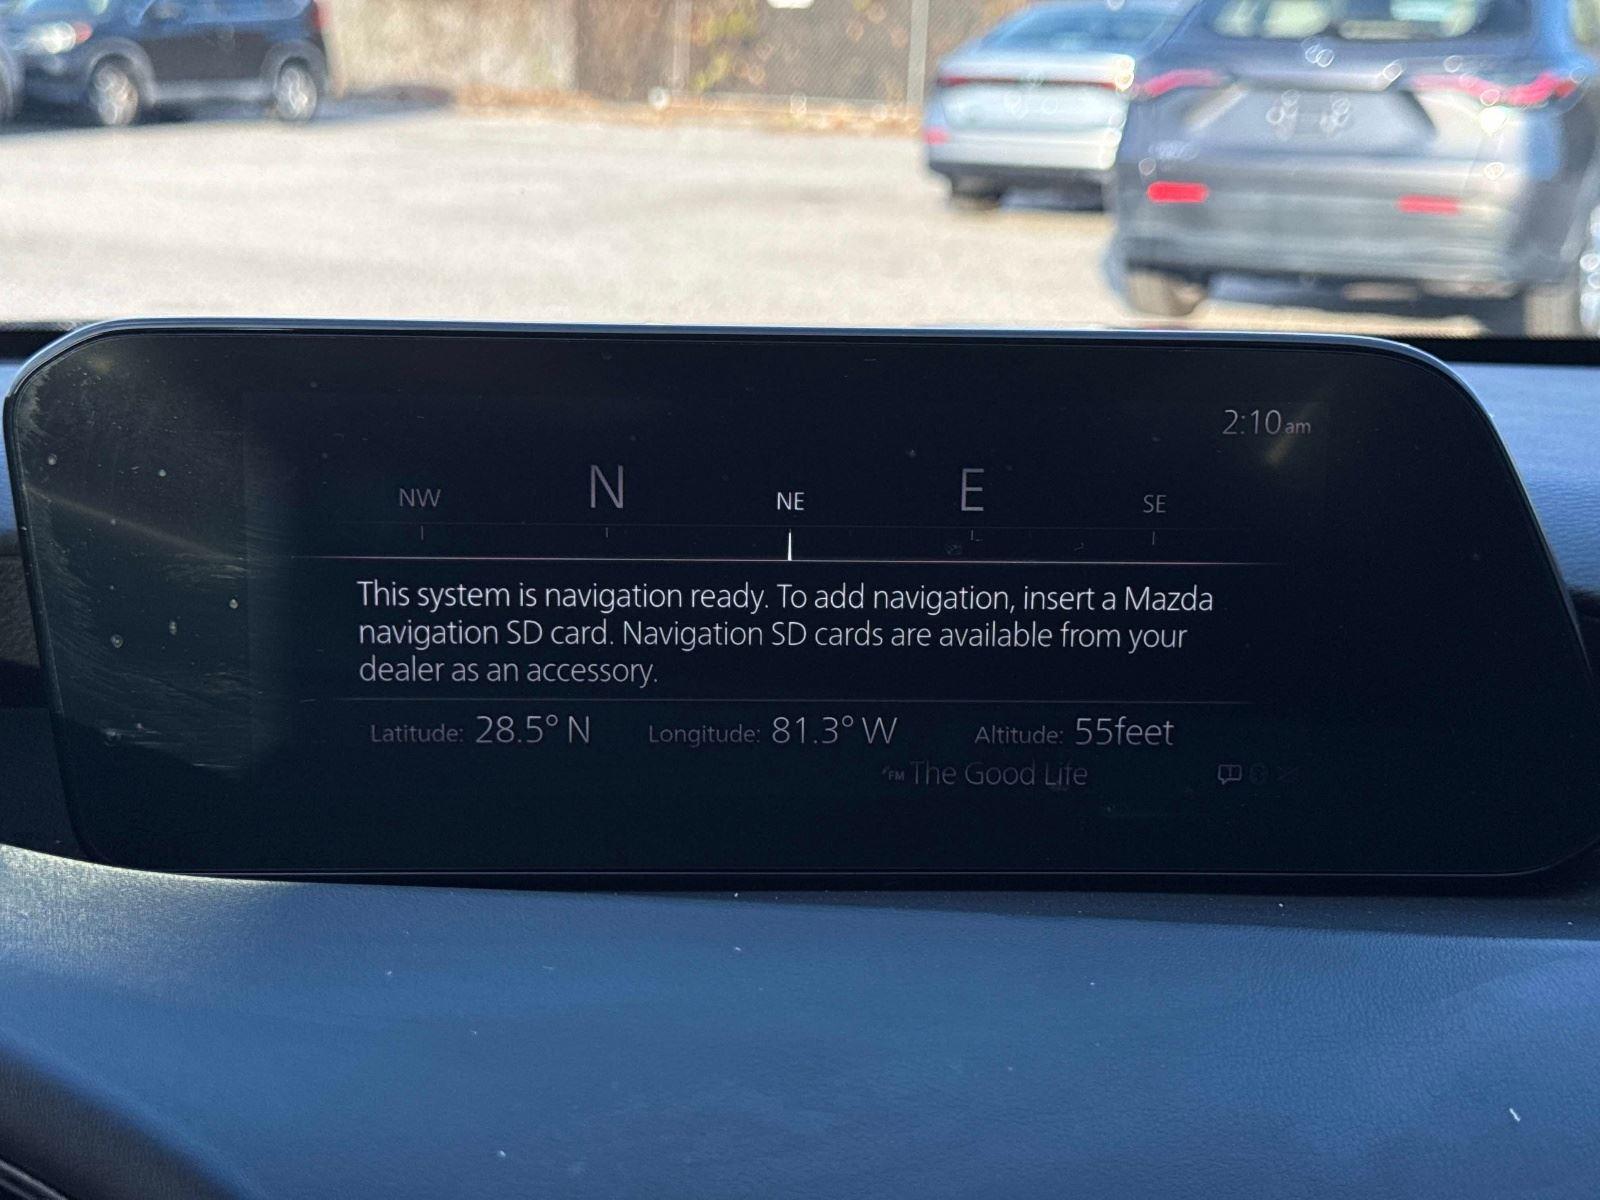 2:10am
NW N NE E SE
This system is navigation ready. To add navigation, insert a Mazda
navigation SD card. Navigation SD cards are available from your
dealer as an accessory.
Latitude: 28.5° N Longitude: 81.3° W Altitude: 55feet
FM The Good Life